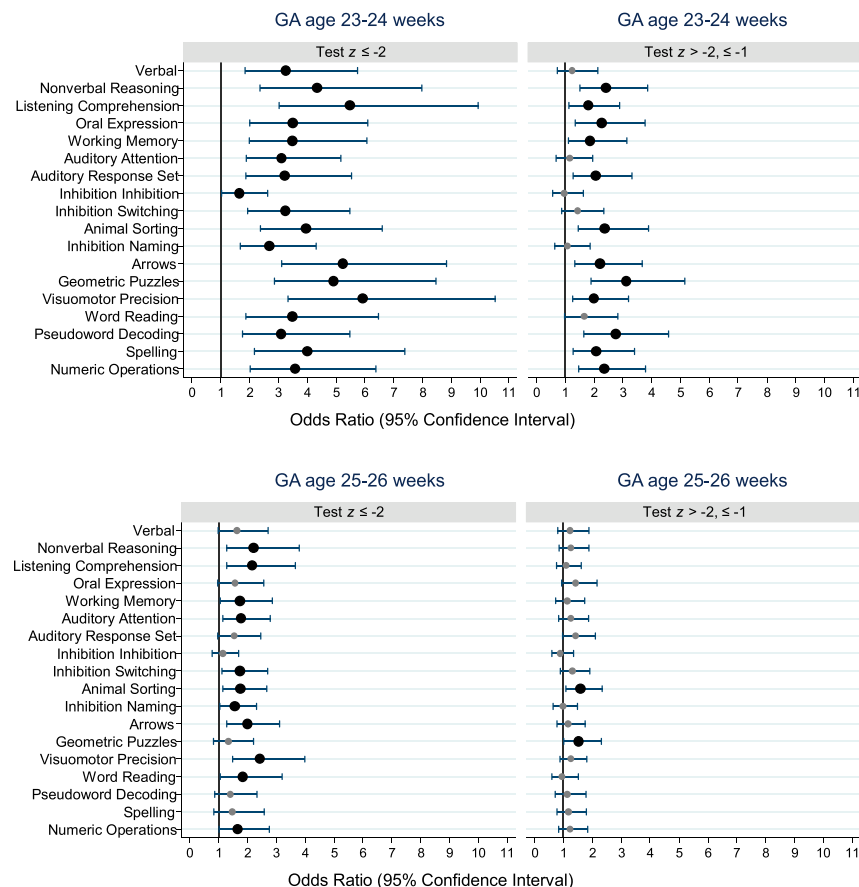 GA age 23-24 weeks GA age 23-24 weeks
Test z ≤ -2 Test z > -2, ≤ -1
Verbal
Nonverbal Reasoning
Listening Comprehension
Oral Expression
Working Memory
Auditory Attention
Auditory Response Set
Inhibition Inhibition
Inhibition Switching
Animal Sorting
Inhibition Naming
Arrows
Geometric Puzzles
Visuomotor Precision
Word Reading
Pseudoword Decoding
Spelling
Numeric Operations
0 1 2 3 4 5 6 7 8 9 10 11 0 1 2 3 4 5 6 7 8 9 10 11
Odds Ratio (95% Confidence Interval)
GA age 25-26 weeks GA age 25-26 weeks
Test z ≤ -2 Test z > -2, ≤ -1
Verbal
Nonverbal Reasoning
Listening Comprehension
Oral Expression
Working Memory
Auditory Attention
Auditory Response Set
Inhibition Inhibition
Inhibition Switching
Animal Sorting
Inhibition Naming
Arrows
Geometric Puzzles
Visuomotor Precision
Word Reading
Pseudoword Decoding
Spelling
Numeric Operations
0 1 2 3 4 5 6 7 8 9 10 11 0 1 2 3 4 5 6 7 8 9 10 11
Odds Ratio (95% Confidence Interval)